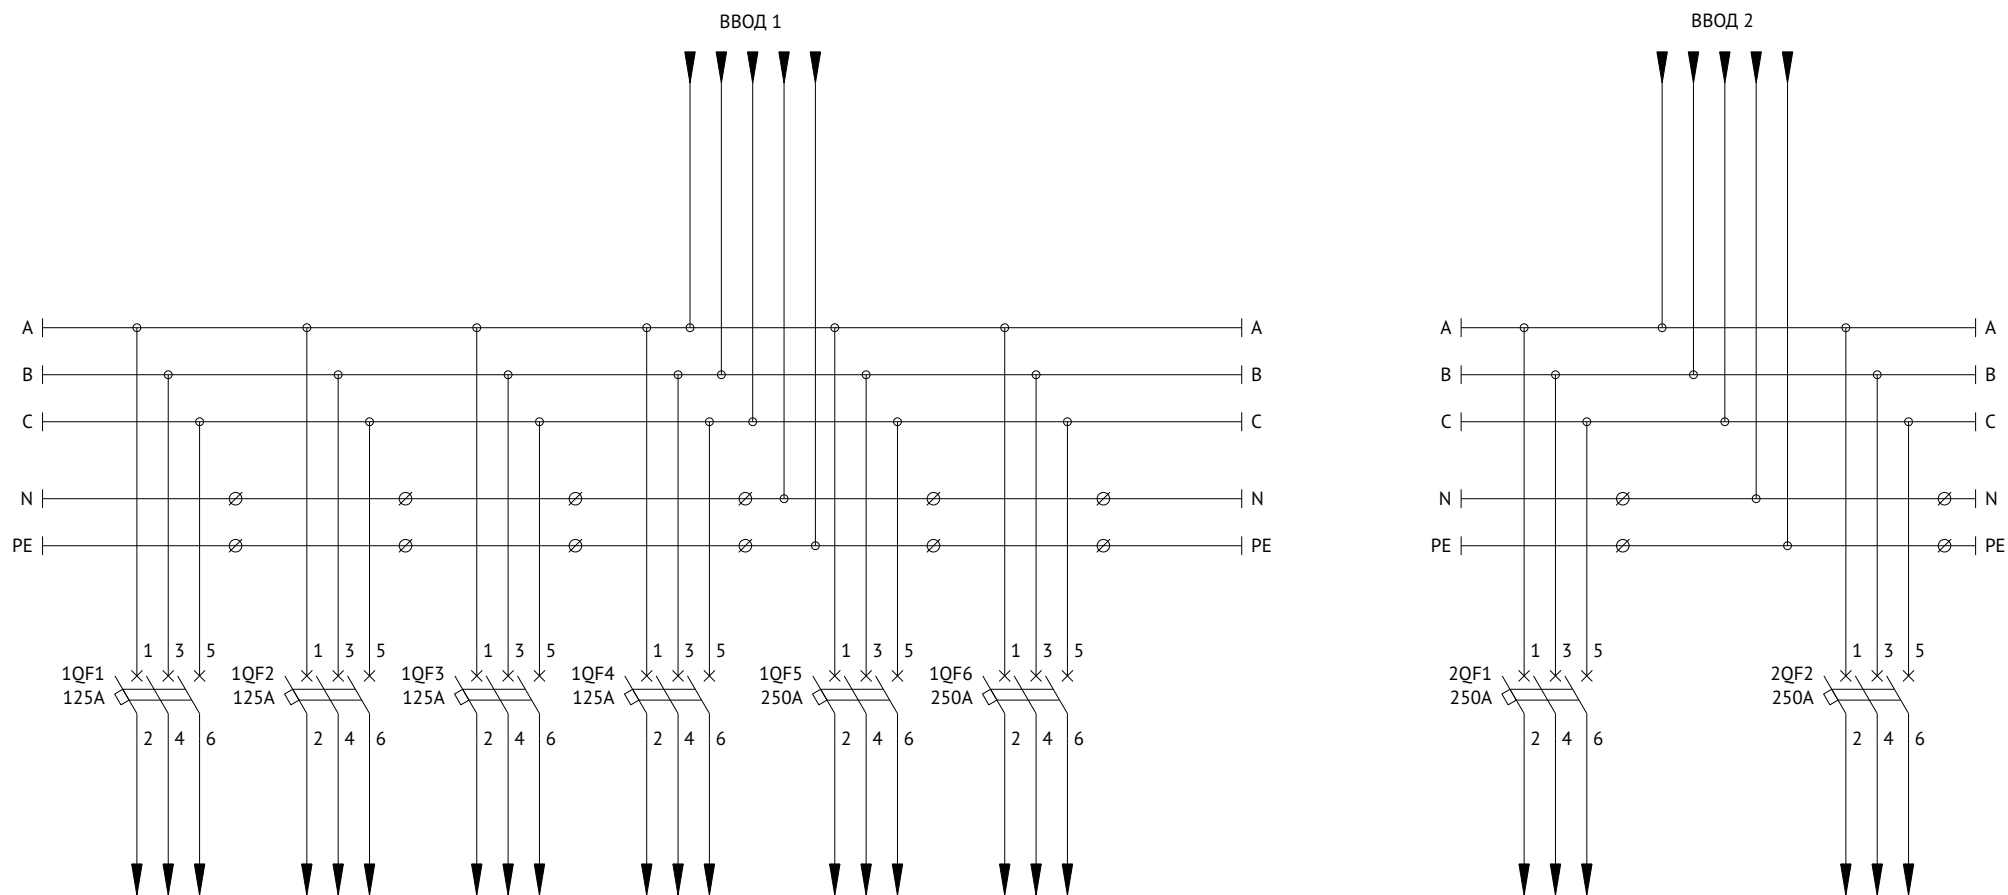 ВВОД 1
ВВОД 2
A A A A
B B B B
C C C C
N N N N
PE PE PE PE
1 3 5 1 3 5 1 3 5 1 3 5 1 3 5 1 3 5 1 3 5 1 3 5
1QF1 1QF2 1QF3 1QF4 1QF5 1QF6 2QF1 2QF2
125A 125A 125A 125A 250A 250A 250A 250A
2 4 6 2 4 6 2 4 6 2 4 6 2 4 6 2 4 6 2 4 6 2 4 6